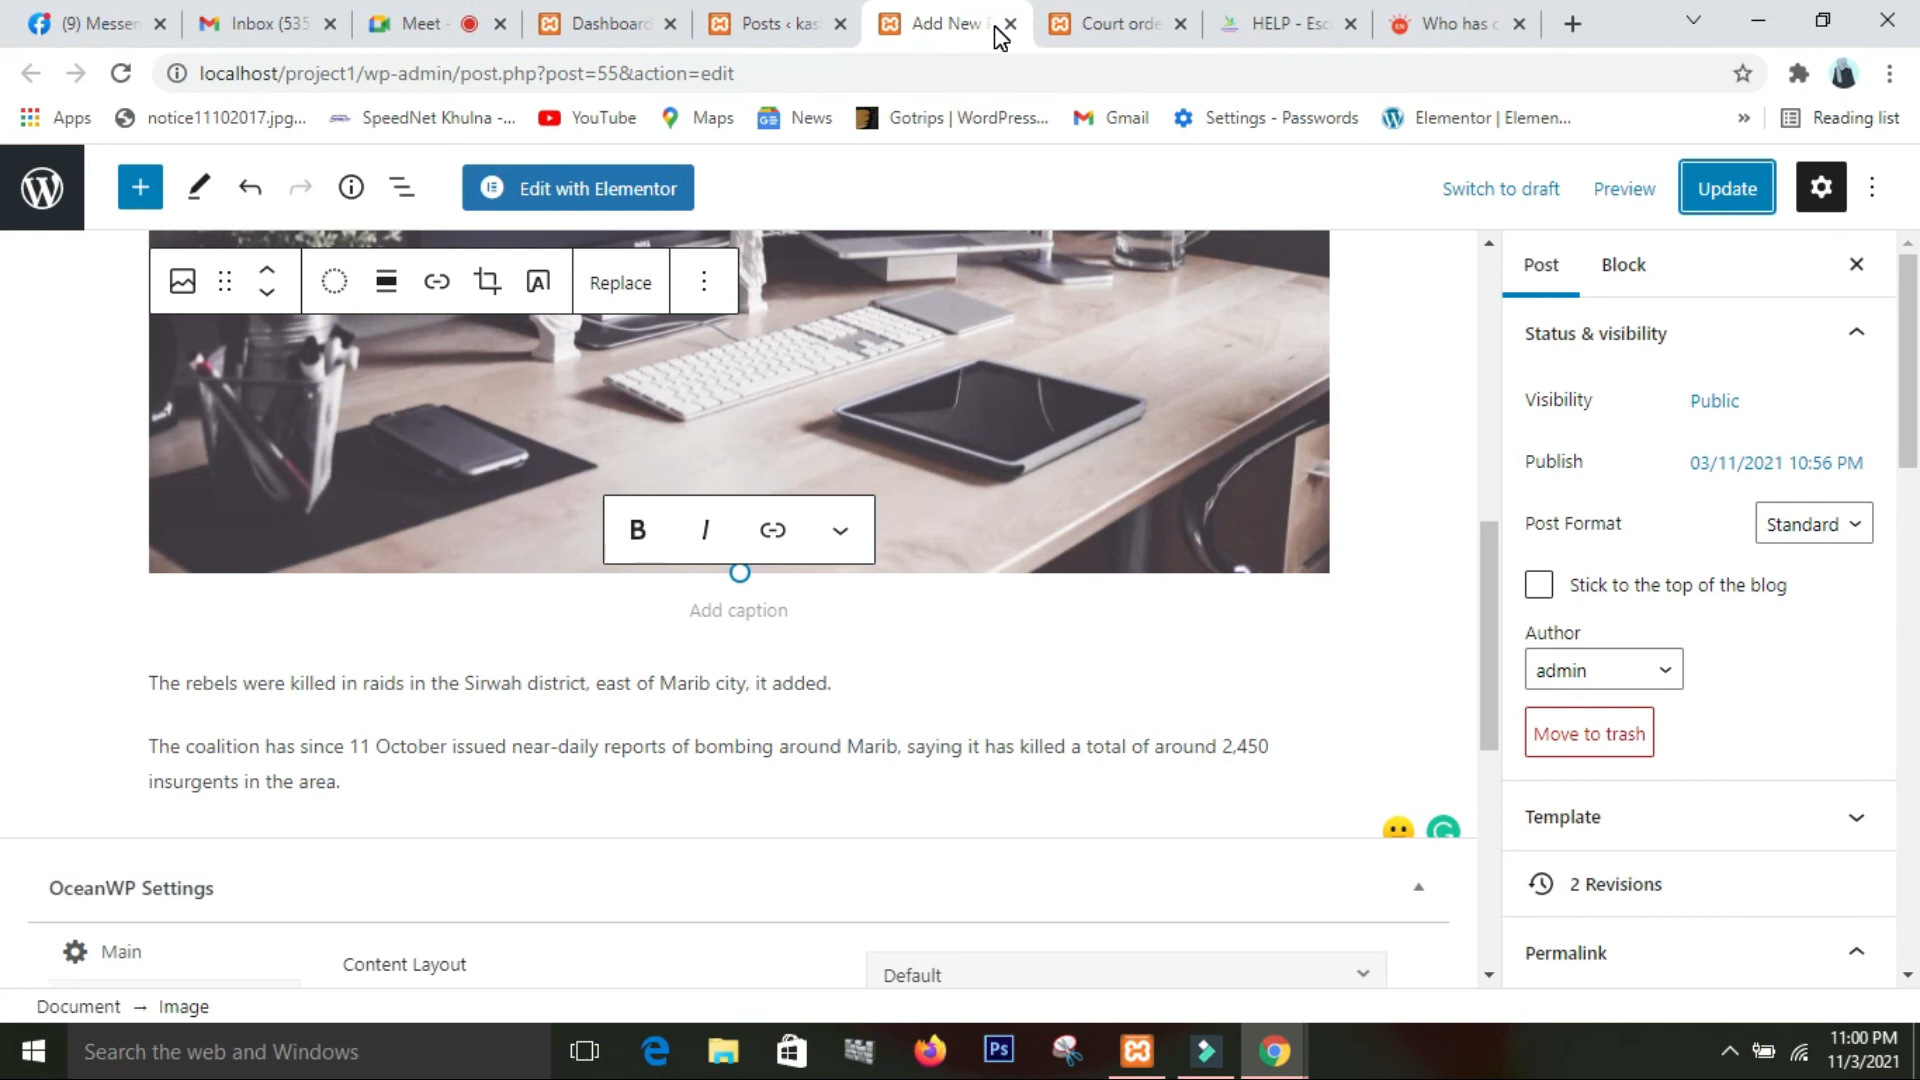 (9) Messen
Inbox (535
Meet -
Dashboard
Posts ‹ kas
Add New P
Court orde
HELP - Esc
Who has c
localhost/project1/wp-admin/post.php?post=55&action=edit
Apps
notice11102017.jpg...
SpeedNet Khulna -...
YouTube
Maps
News
Gotrips | WordPress...
Gmail
Settings - Passwords
Elementor | Elemen...
»
Reading list
Edit with Elementor
Switch to draft
Preview
Update
Replace
B I
Add caption
The rebels were killed in raids in the Sirwah district, east of Marib city, it added.
The coalition has since 11 October issued near-daily reports of bombing around Marib, saying it has killed a total of around 2,450
insurgents in the area.
OceanWP Settings
Main
Content Layout
Default
Document → Image
Post
Block
Status & visibility
Visibility
Public
Publish
03/11/2021 10:56 PM
Post Format
Standard
Stick to the top of the blog
Author
admin
Move to trash
Template
2 Revisions
Permalink
Search the web and Windows
Ps
11:00 PM
11/3/2021